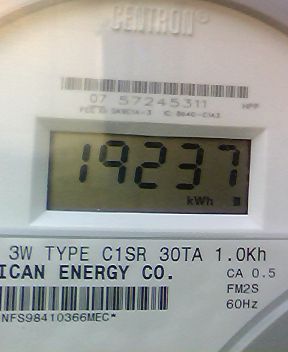 CENTRON®
07 57245311 HPP
19237
kWh
3W TYPE C1SR 30TA 1.0Kh
ICAN ENERGY CO.
CA 0.5
FM2S
60Hz
NFS98410366MEC*